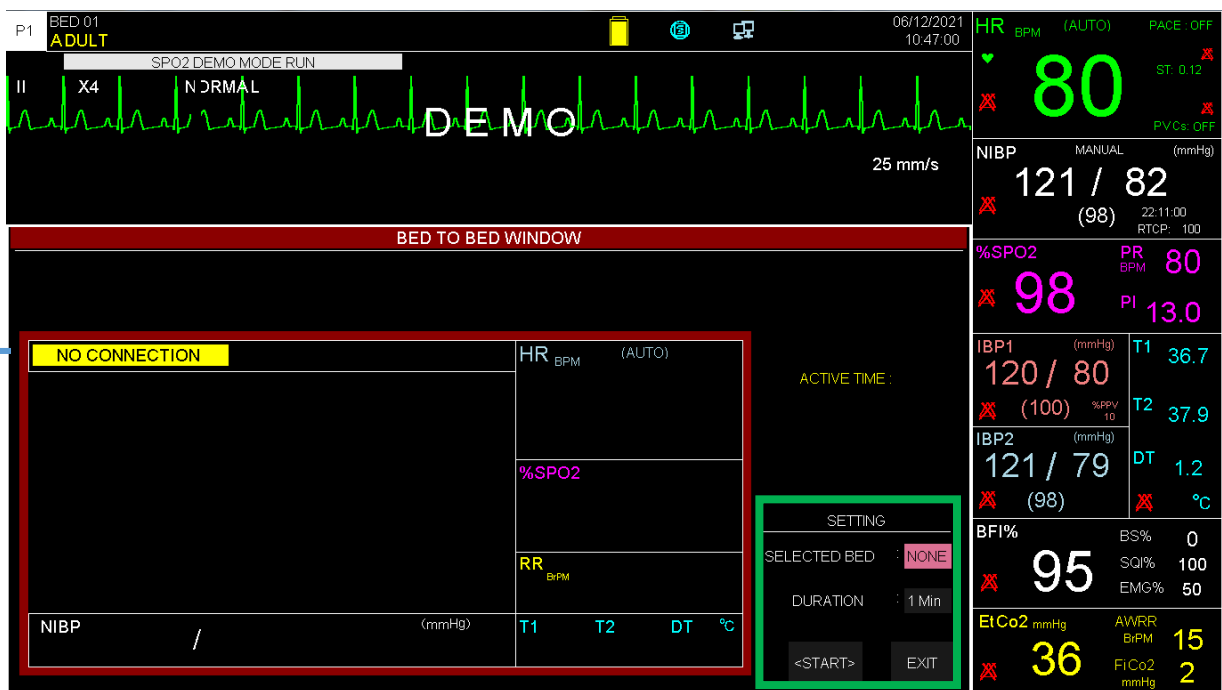 P1 BED 01 06/12/2021
ADULT 10:47:00
SPO2 DEMO MODE RUN
II X4 NORMAL
DEMO
25 mm/s
BED TO BED WINDOW
NO CONNECTION
HR BPM (AUTO)
%SPO2
RR BrPM
NIBP / (mmHg)
T1 T2 DT °C
ACTIVE TIME :
SETTING
SELECTED BED : NONE
DURATION : 1 Min
<START> EXIT
HR BPM (AUTO) PACE : OFF
80 ST: 0.12
PVCs: OFF
NIBP MANUAL (mmHg)
121 / 82
(98) 22:11:00
RTCP: 100
%SPO2 PR BPM 80
98 PI 13.0
IBP1 (mmHg)
120 / 80
(100) %PPV 10
IBP2 (mmHg)
121 / 79
(98)
T1 36.7
T2 37.9
DT 1.2
°C
BFI% BS% 0
95 SQI% 100
EMG% 50
EtCo2 mmHg AWRR BrPM 15
36 FiCo2 mmHg 2